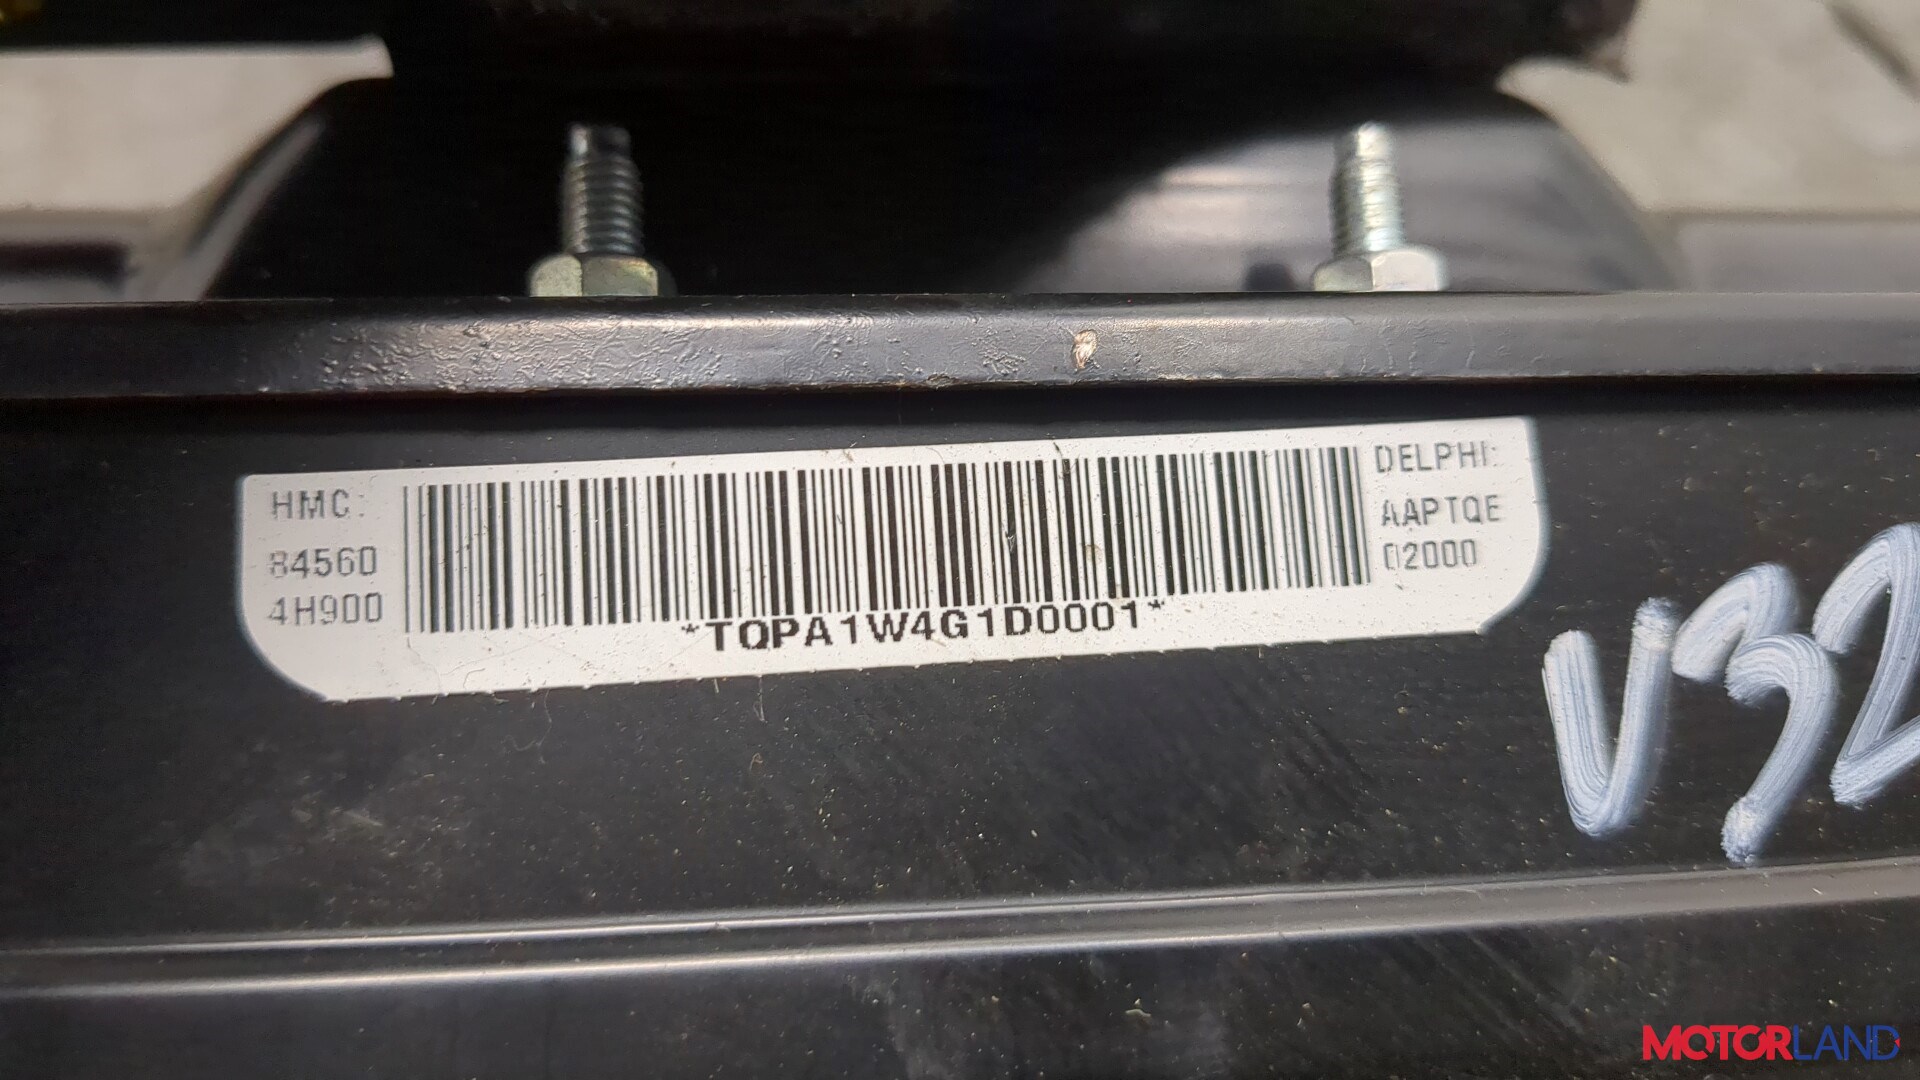 HMC:
84560
4H900
*TQPA1W4G1D0001*
DELPHI:
AAPTQE
02000
V32
MOTORLAND